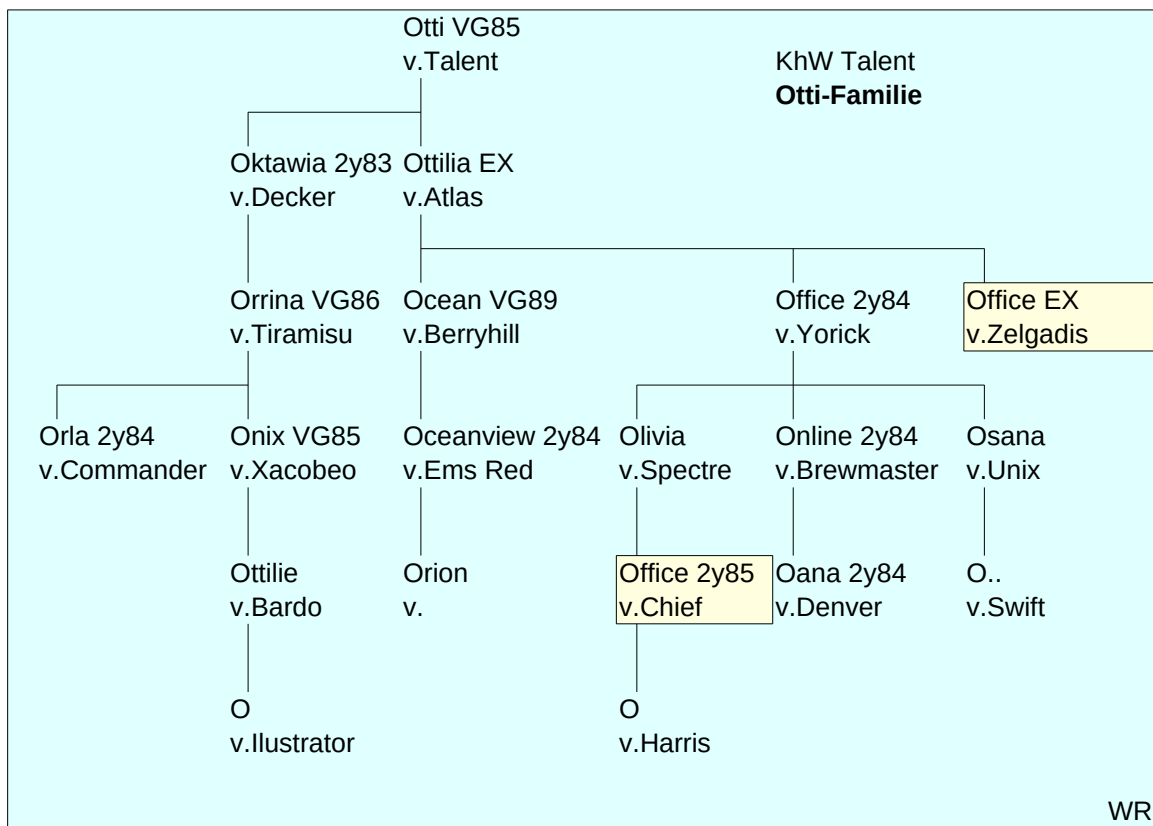 Otti VG85
v.Talent
KhW Talent
Otti-Familie
Oktawia 2y83
v.Decker
Ottilia EX
v.Atlas
Orrina VG86
v.Tiramisu
Ocean VG89
v.Berryhill
Office 2y84
v.Yorick
Office EX
v.Zelgadis
Orla 2y84
v.Commander
Onix VG85
v.Xacobeo
Oceanview 2y84
v.Ems Red
Olivia
v.Spectre
Online 2y84
v.Brewmaster
Osana
v.Unix
Ottilie
v.Bardo
Orion
v.
Office 2y85
v.Chief
Oana 2y84
v.Denver
O..
v.Swift
O
v.Ilustrator
O
v.Harris
WR